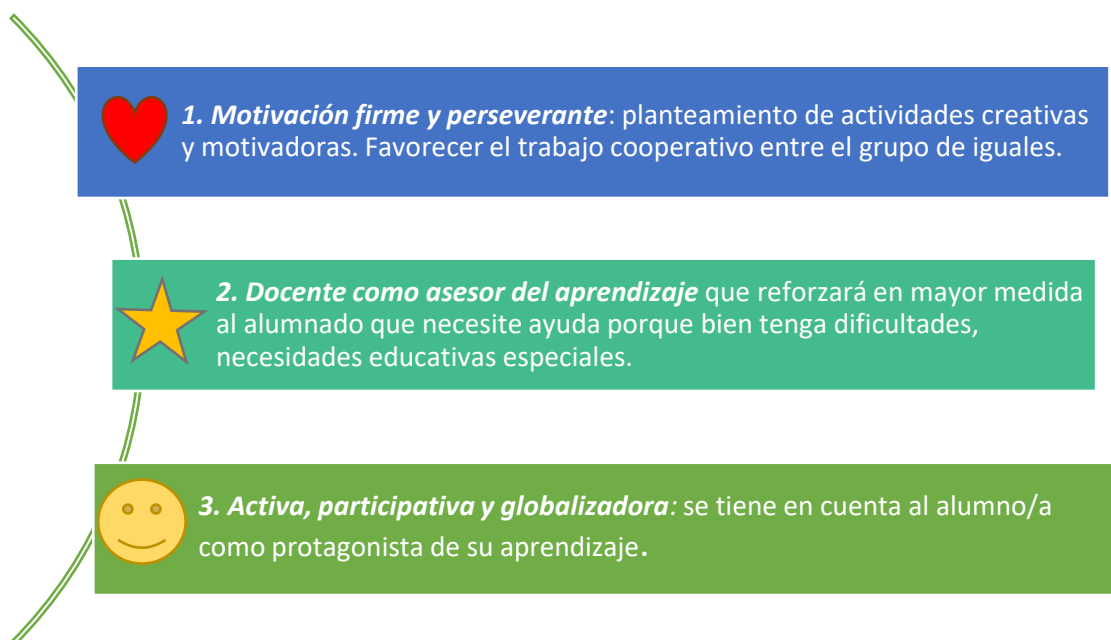 1. Motivación firme y perseverante: planteamiento de actividades creativas
y motivadoras. Favorecer el trabajo cooperativo entre el grupo de iguales.
2. Docente como asesor del aprendizaje que reforzará en mayor medida
al alumnado que necesite ayuda porque bien tenga dificultades,
necesidades educativas especiales.
3. Activa, participativa y globalizadora: se tiene en cuenta al alumno/a
como protagonista de su aprendizaje.